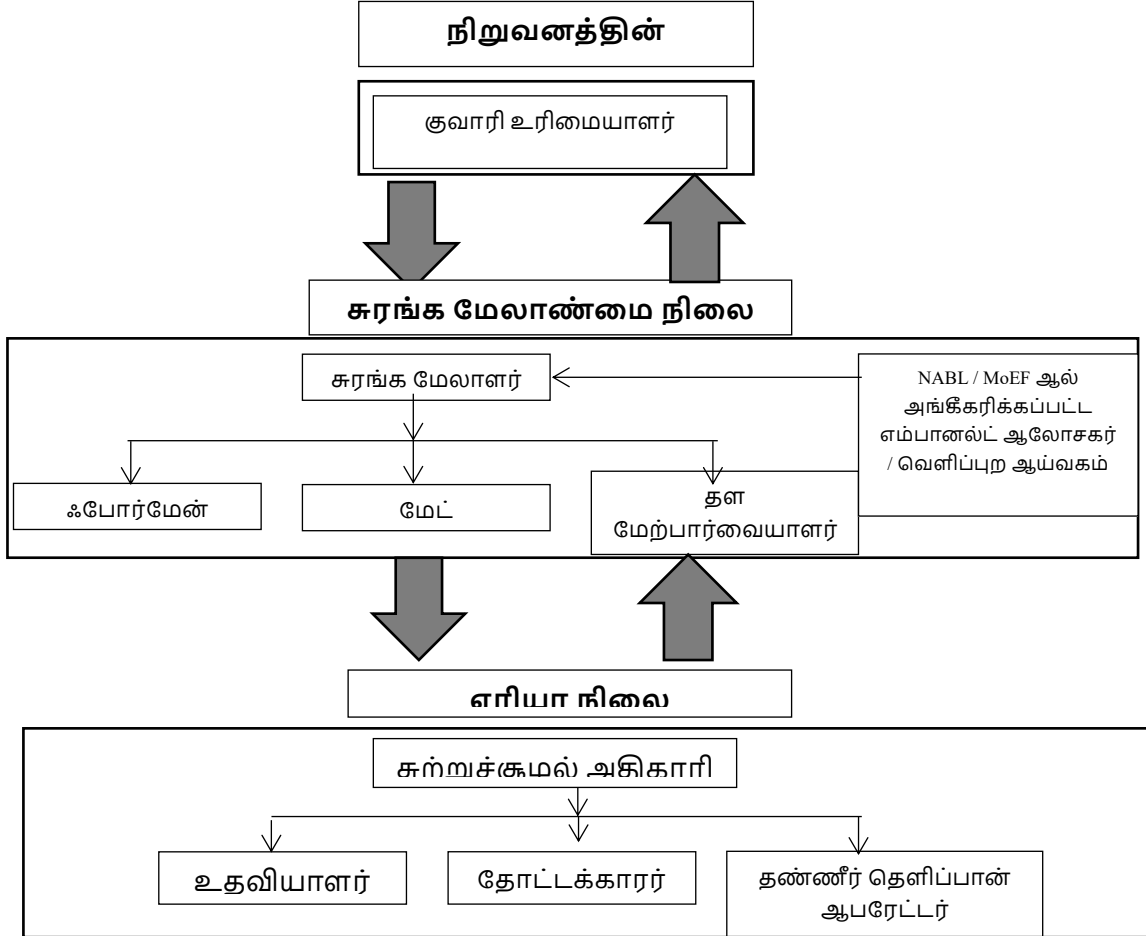 நிறுவனத்தின்
குவாரி உரிமையாளர்
சுரங்க மேலாண்மை நிலை
சுரங்க மேலாளர்
NABL / MoEF ஆல்
அங்கீகரிக்கப்பட்ட
எம்பானல்ட் ஆலோசகர்
/ வெளிப்புற ஆய்வகம்
ஃபோர்மேன்
மேட்
தள
மேற்பார்வையாளர்
எரியா நிலை
சுற்றுச்சூழல் அதிகாரி
உதவியாளர்
தோட்டக்காரர்
தண்ணீர் தெளிப்பான்
ஆபரேட்டர்